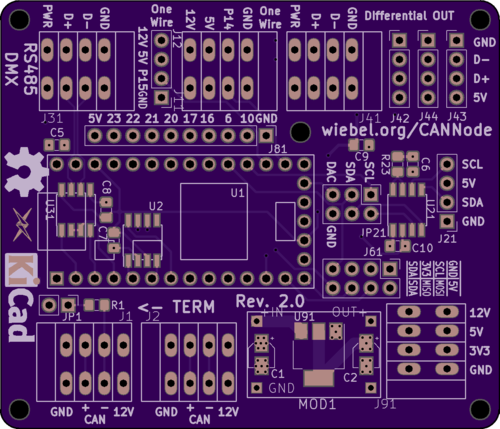 PWR
D+
D-
GND
One
Wire
12V 5V P15 GND
J12
J11
12V
5V
P14
GND
One
Wire
PWR
D+
D-
GND
Differential OUT
GND
D-
D+
5V
RS485
DMX
J31
J41
J42
J44
J43
5V 23 22 21 20 17 16 6 10 GND
J81
wiebel.org/CANNode
C5
C9
R23
C6
SCL
5V
SDA
GND
J21
DAC
SDA
SCL
GND
JP21
U21
C10
U31
C8
C7
U2
U1
J61
SDA SDA
3V3 MISO
SCL MOSI
GND 5V
KiCad
JP1
R1
<- TERM
J1
J2
Rev. 2.0
+IN
OUT+
U91
C1
C2
GND
MOD1
J91
12V
5V
3V3
GND
GND + - 12V
CAN
GND + - 12V
CAN